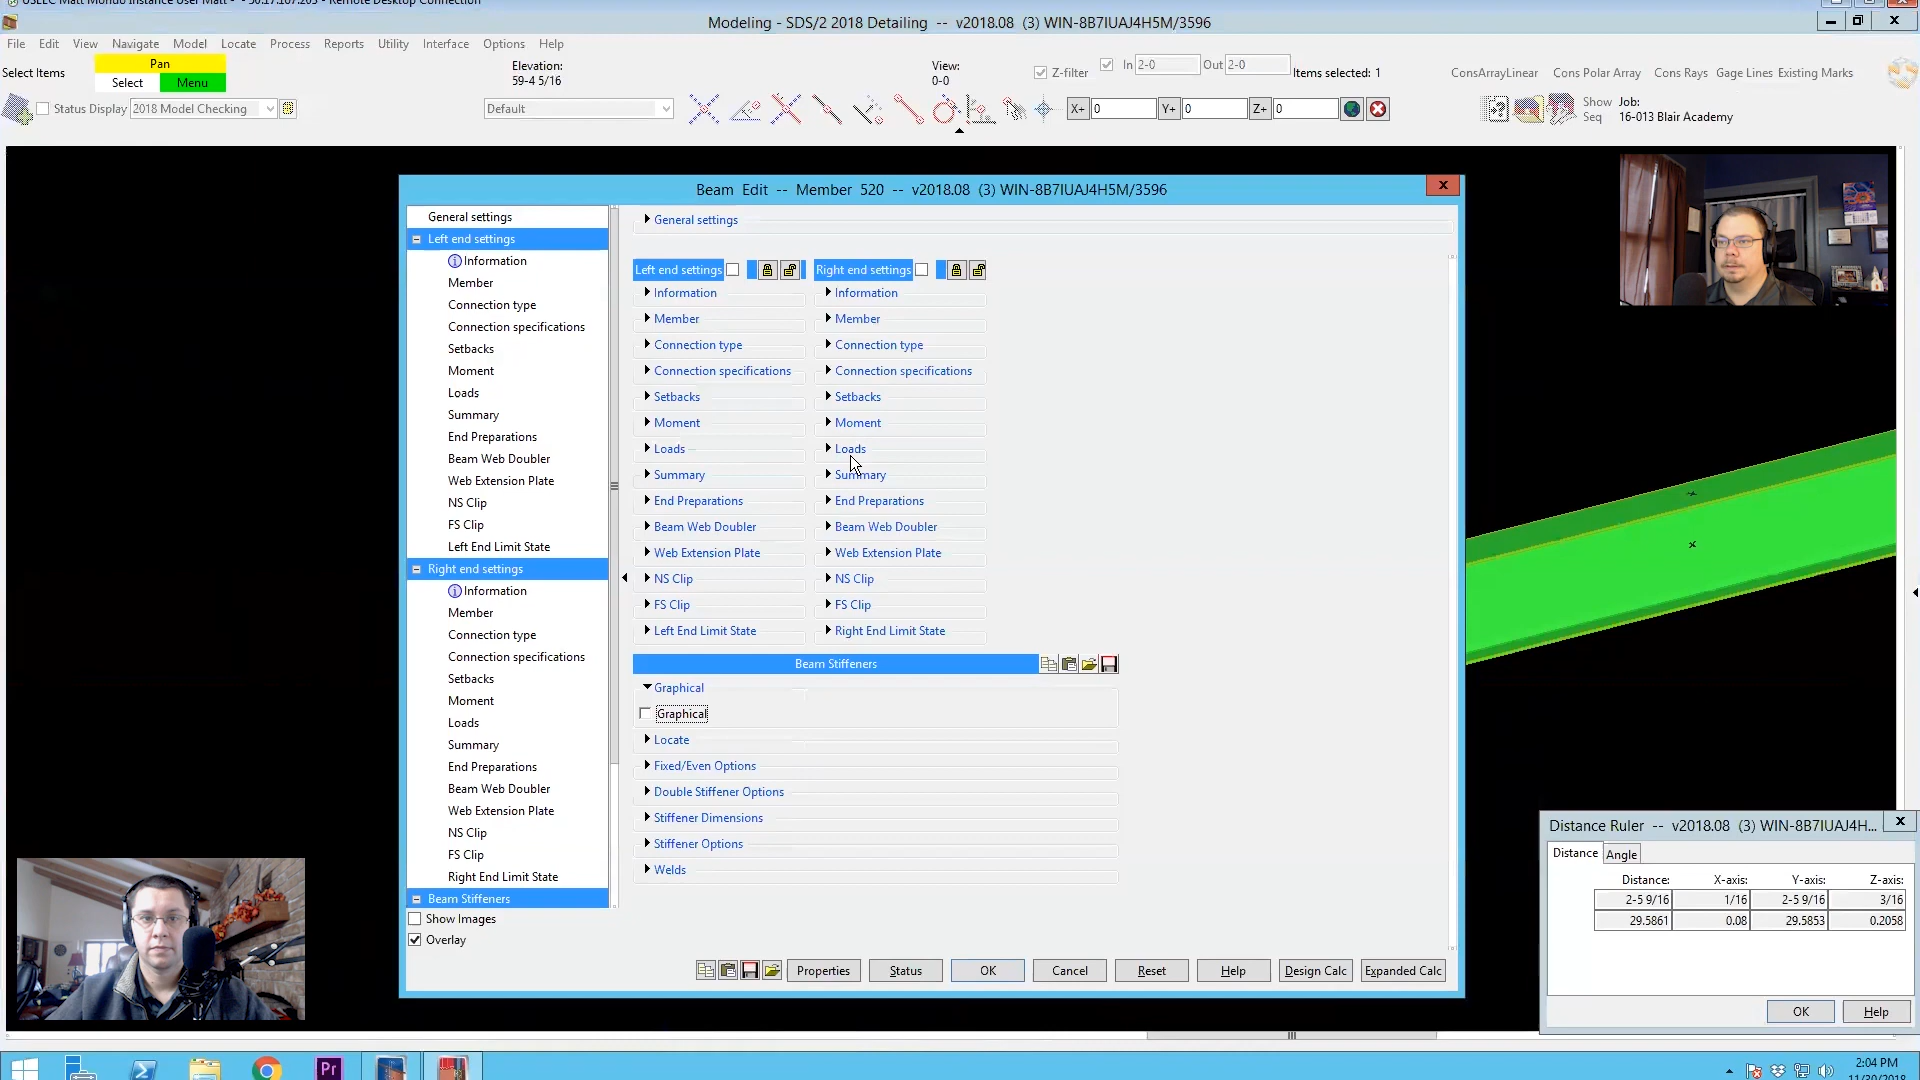 Modeling - SDS/2 2018 Detailing -- v2018.08 (3) WIN-8B7IUAJ4H5M/3596
File Edit View Navigate Model Locate Process Reports Utility Interface Options Help
Select Items
Pan
Select Menu
Elevation:
59-4 5/16
View:
0-0
Z-filter In 2-0 Out 2-0 Items selected: 1
ConsArrayLinear Cons Polar Array Cons Rays Gage Lines Existing Marks
Status Display 2018 Model Checking
Default
X+ 0 Y+ 0 Z+ 0
Show
Seq
Job:
16-013 Blair Academy
Beam Edit -- Member 520 -- v2018.08 (3) WIN-8B7IUAJ4H5M/3596
General settings
Left end settings
Information
Member
Connection type
Connection specifications
Setbacks
Moment
Loads
Summary
End Preparations
Beam Web Doubler
Web Extension Plate
NS Clip
FS Clip
Left End Limit State
Right end settings
Information
Member
Connection type
Connection specifications
Setbacks
Moment
Loads
Summary
End Preparations
Beam Web Doubler
Web Extension Plate
NS Clip
FS Clip
Right End Limit State
Beam Stiffeners
Show Images
Overlay
General settings
Left end settings Right end settings
Information Information
Member Member
Connection type Connection type
Connection specifications Connection specifications
Setbacks Setbacks
Moment Moment
Loads Loads
Summary Summary
End Preparations End Preparations
Beam Web Doubler Beam Web Doubler
Web Extension Plate Web Extension Plate
NS Clip NS Clip
FS Clip FS Clip
Left End Limit State Right End Limit State
Beam Stiffeners
Graphical
Graphical
Locate
Fixed/Even Options
Double Stiffener Options
Stiffener Dimensions
Stiffener Options
Welds
Properties Status OK Cancel Reset Help Design Calc Expanded Calc
Distance Ruler -- v2018.08 (3) WIN-8B7IUAJ4H...
Distance Angle
Distance: X-axis: Y-axis: Z-axis:
2-5 9/16 1/16 2-5 9/16 3/16
29.5861 0.08 29.5853 0.2058
OK Help
Pr
2:04 PM